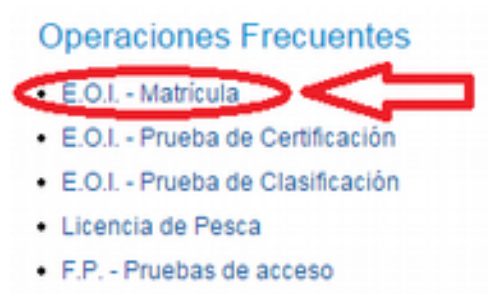 Operaciones Frecuentes
• E.O.I. - Matrícula
• E.O.I. - Prueba de Certificación
• E.O.I. - Prueba de Clasificación
• Licencia de Pesca
• F.P. - Pruebas de acceso